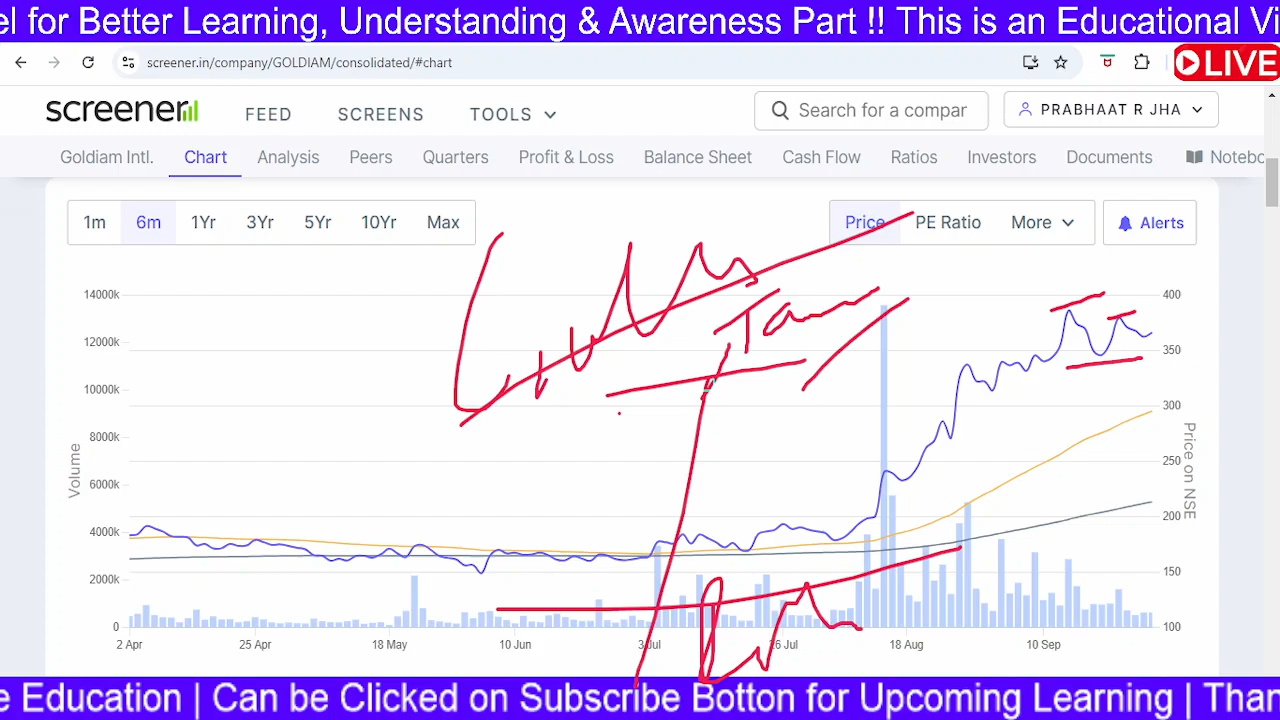 el for Better Learning, Understanding & Awareness Part !! This is an Educational Vi
screener.in/company/GOLDIAM/consolidated/#chart
LIVE
screener
FEED SCREENS TOOLS
Search for a compar
PRABHAAT R JHA
Goldiam Intl. Chart Analysis Peers Quarters Profit & Loss Balance Sheet Cash Flow Ratios Investors Documents Notebo
1m 6m 1Yr 3Yr 5Yr 10Yr Max
Price PE Ratio More Alerts
14000k 400
12000k 350
10000k 300
8000k 250
6000k 200
4000k 150
2000k 100
0
Volume
Price on NSE
2 Apr 25 Apr 18 May 10 Jun 3 Jul 26 Jul 18 Aug 10 Sep
e Education | Can be Clicked on Subscribe Botton for Upcoming Learning | Than